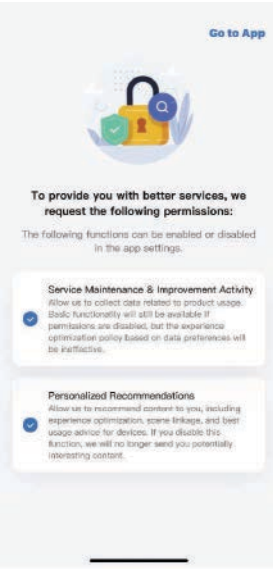 Go to App
To provide you with better services, we
request the following permissions:
The following functions can be enabled or disabled
in the app settings.
Service Maintenance & Improvement Activity
Allow us to collect data related to product usage.
Basic functionality will still be available if
permissions are disabled, but the experience
optimization policy based on data preferences will
be ineffective.
Personalized Recommendations
Allow us to recommend content to you, including
experience optimization, scene linkage, and best
usage advice for devices. If you disable this
function, we will no longer send you potentially
interesting content.